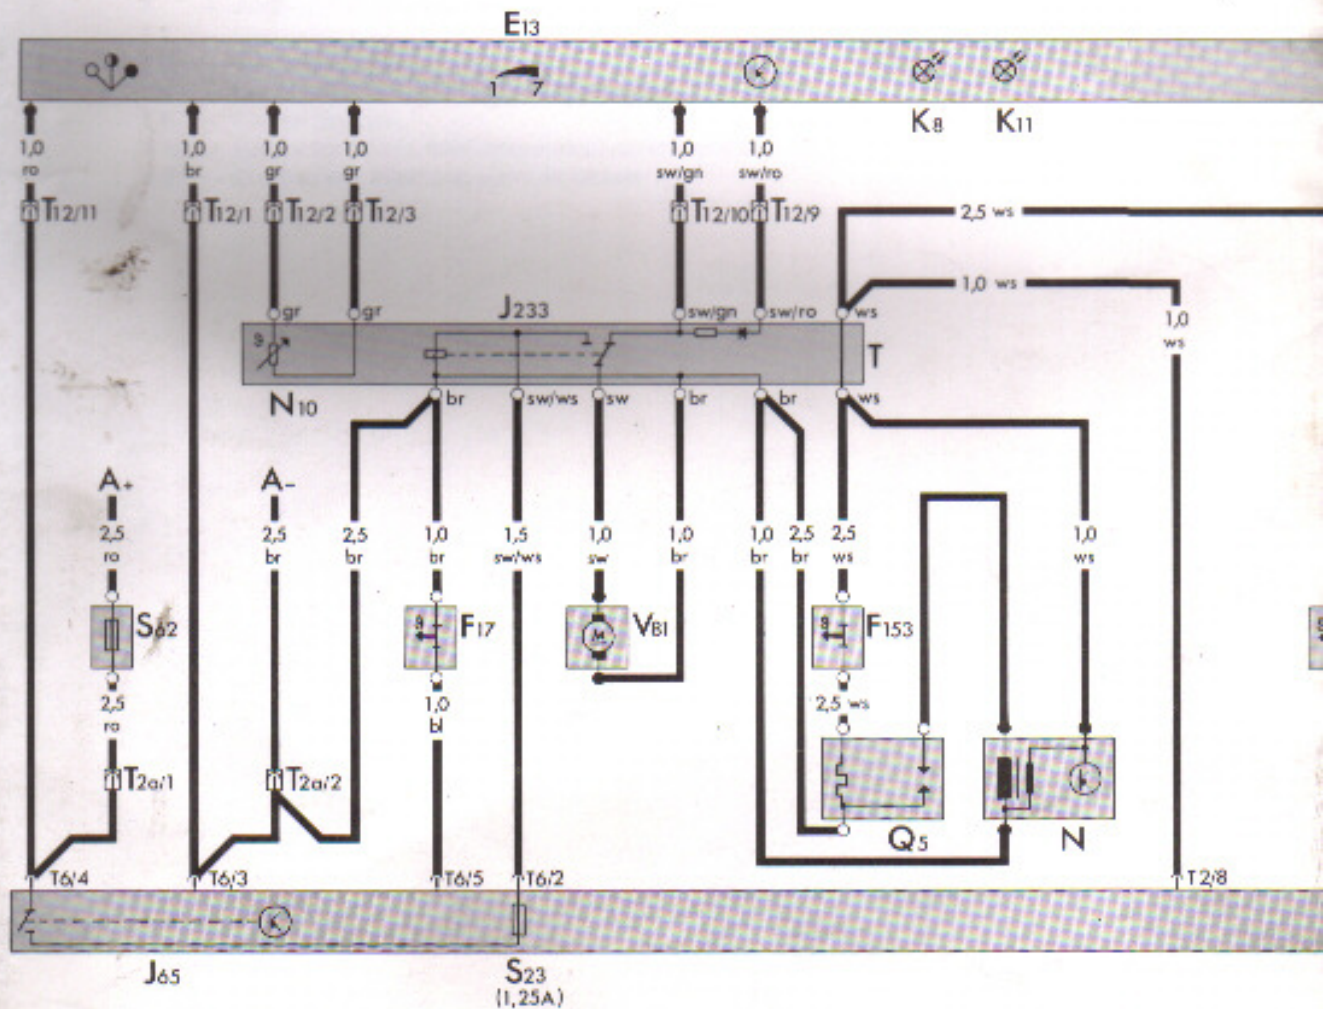 E13
1 7
K8 K11
1,0 1,0 1,0 1,0 1,0 1,0
ro br gr gr sw/gn sw/ro
T12/11 T12/1 T12/2 T12/3 T12/10 T12/9 2,5 ws
1,0 ws
gr gr J233 sw/gn sw/ro ws 1,0
ws
T
N10 br sw/ws sw br br ws
A+ A-
2,5 2,5 2,5 1,0 1,5 1,0 1,0 1,0 2,5 2,5 1,0
ro br br br sw/ws sw br br br ws ws
S62 F17 M V81 F153
2,5 1,0 2,5 ws
ro bl
T2a/1 T2a/2
Q5 N
T6/4 T6/3 T6/5 T6/2 T2/8
J65 S23
(1,25A)